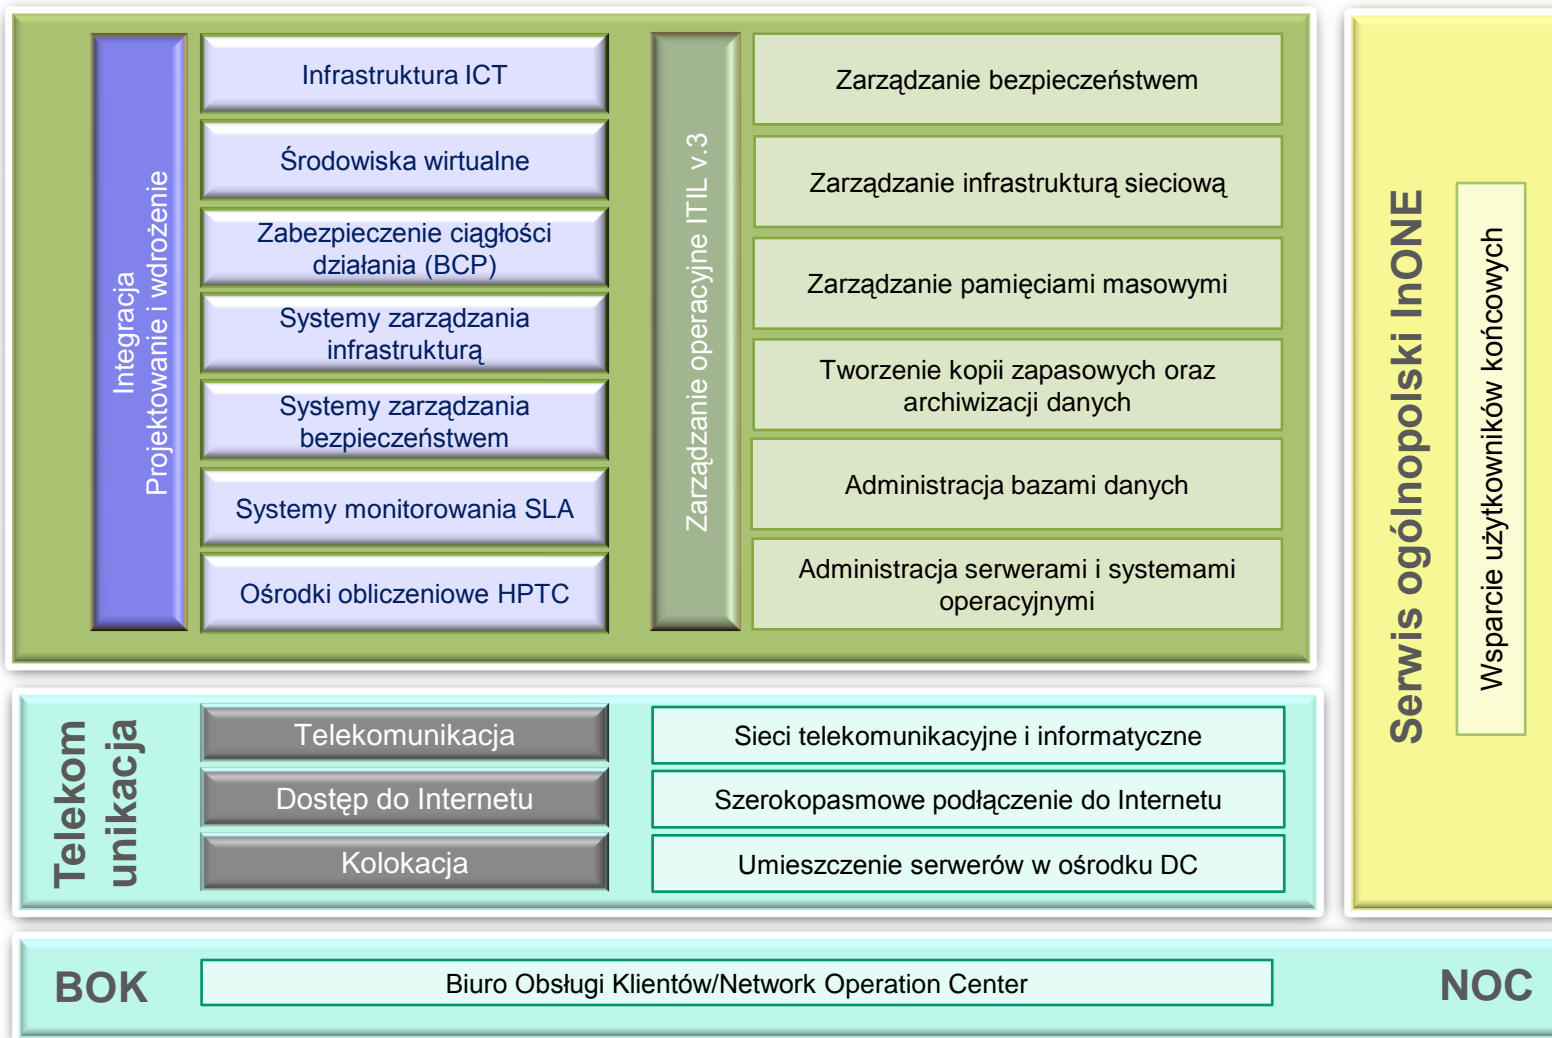 Integracja
Projektowanie i wdrożenie
Infrastruktura ICT
Środowiska wirtualne
Zabezpieczenie ciągłości
działania (BCP)
Systemy zarządzania
infrastrukturą
Systemy zarządzania
bezpieczeństwem
Systemy monitorowania SLA
Ośrodki obliczeniowe HPTC
Zarządzanie operacyjne ITIL v.3
Zarządzanie bezpieczeństwem
Zarządzanie infrastrukturą sieciową
Zarządzanie pamięciami masowymi
Tworzenie kopii zapasowych oraz
archiwizacji danych
Administracja bazami danych
Administracja serwerami i systemami
operacyjnymi
Serwis ogólnopolski InONE
Wsparcie użytkowników końcowych
Telekom
unikacja
Telekomunikacja
Sieci telekomunikacyjne i informatyczne
Dostęp do Internetu
Szerokopasmowe podłączenie do Internetu
Kolokacja
Umieszczenie serwerów w ośrodku DC
BOK
Biuro Obsługi Klientów/Network Operation Center
NOC